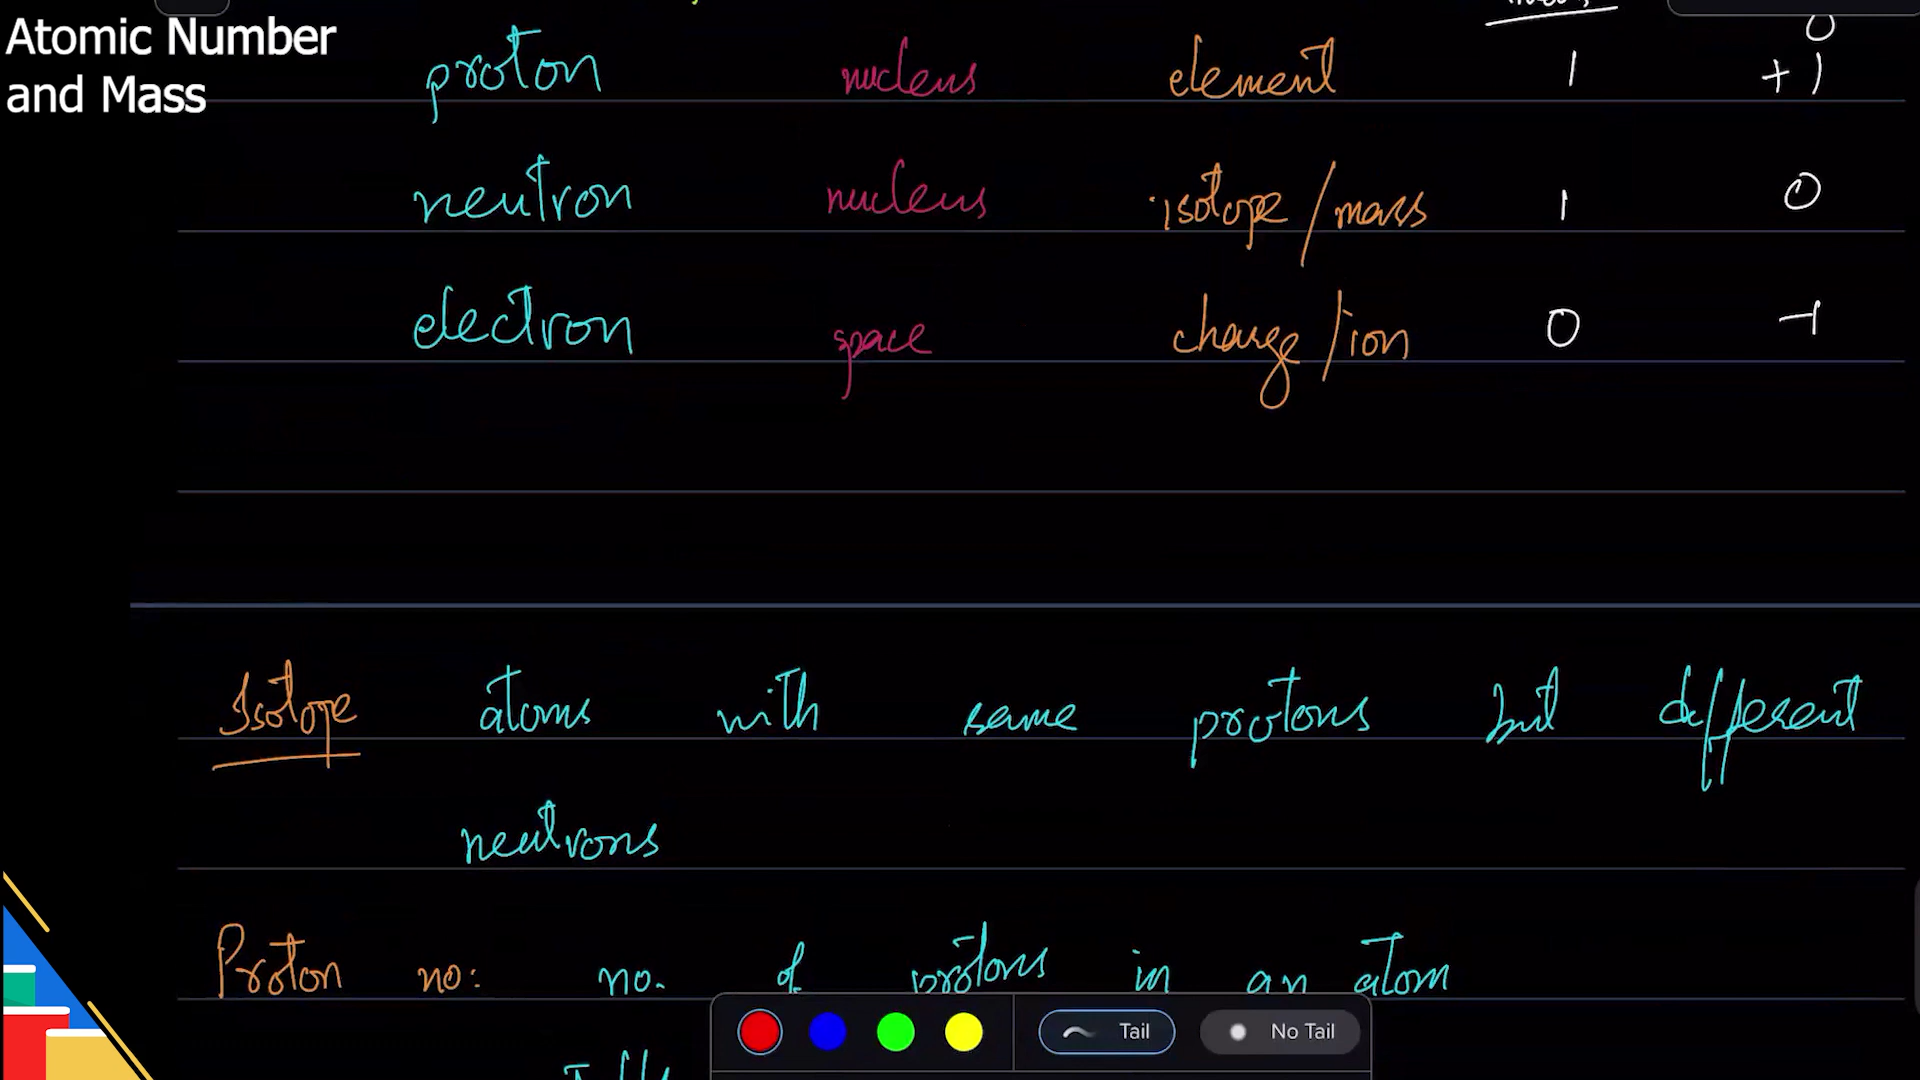 Atomic Number
and Mass
proton nucleus element 1 +1
neutron nucleus isotope/mass 1 0
electron space charge/ion 0 -1
Isotope atoms with same protons but different
neutrons
Proton no: no. of protons in an atom
Tail No Tail